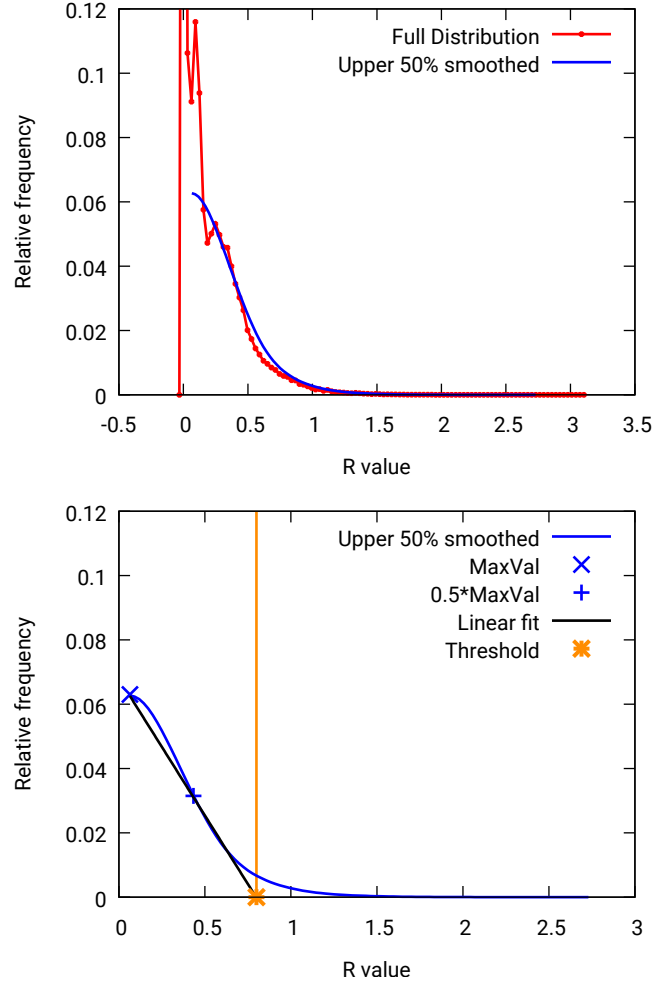 0.12
0.1
0.08
0.06
0.04
0.02
0
Relative frequency
Full Distribution
Upper 50% smoothed
-0.5 0 0.5 1 1.5 2 2.5 3 3.5
R value
0.12
0.1
0.08
0.06
0.04
0.02
0
Relative frequency
Upper 50% smoothed
MaxVal
0.5*MaxVal
Linear fit
Threshold
0 0.5 1 1.5 2 2.5 3
R value